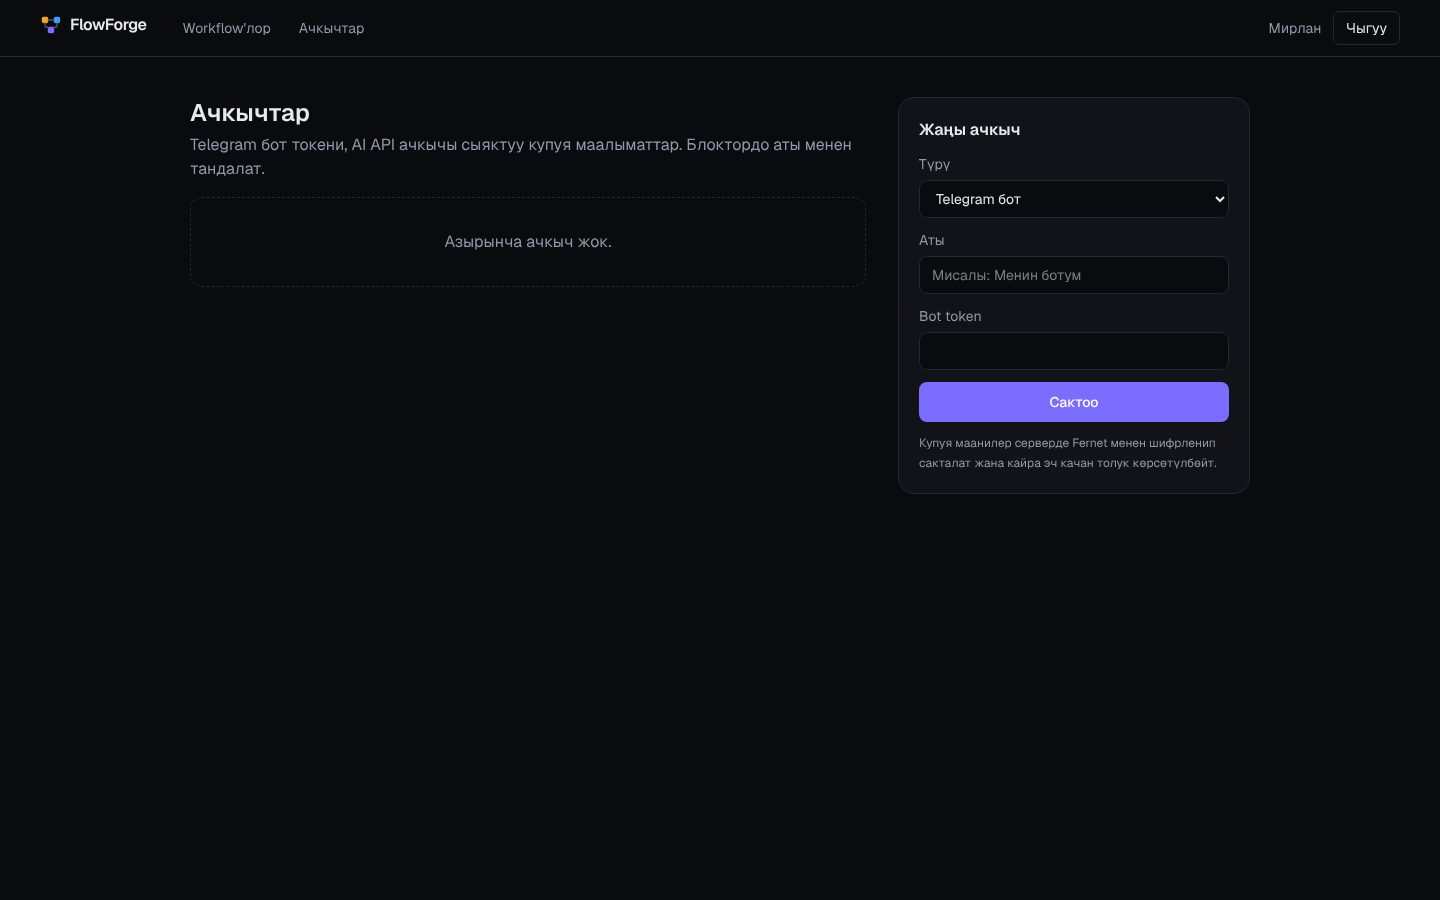 FlowForge
Workflow'лор
Ачкычтар
Мирлан
Чыгуу
Ачкычтар
Telegram бот токени, AI API ачкычы сыяктуу купуя маалыматтар. Блоктордо аты менен
тандалат.
Азырынча ачкыч жок.
Жаңы ачкыч
Түрү
Telegram бот
Аты
Мисалы: Менин ботум
Bot token
Сактоо
Купуя маанилер серверде Fernet менен шифрленип
сакталат жана кайра эч качан толук көрсөтүлбөйт.